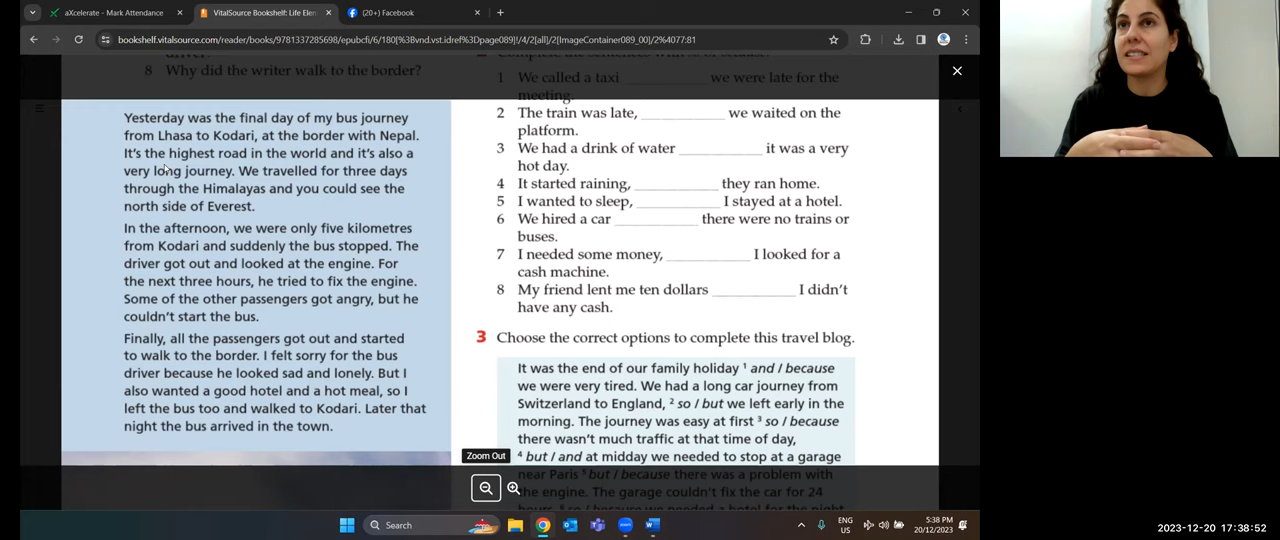 aXcelerate - Mark Attendance
VitalSource Bookshelf: Life Elem
(20+) Facebook
bookshelf.vitalsource.com/reader/books/9781337285698/epubcfi/6/180[%3Bvnd.vst.idref%3Dpage089]!/4/2[all]/2[ImageContainer089_00]/2%4077:81
driver.
8 Why did the writer walk to the border?
Yesterday was the final day of my bus journey
from Lhasa to Kodari, at the border with Nepal.
It's the highest road in the world and it's also a
very long journey. We travelled for three days
through the Himalayas and you could see the
north side of Everest.
In the afternoon, we were only five kilometres
from Kodari and suddenly the bus stopped. The
driver got out and looked at the engine. For
the next three hours, he tried to fix the engine.
Some of the other passengers got angry, but he
couldn't start the bus.
Finally, all the passengers got out and started
to walk to the border. I felt sorry for the bus
driver because he looked sad and lonely. But I
also wanted a good hotel and a hot meal, so I
left the bus too and walked to Kodari. Later that
night the bus arrived in the town.
1 We called a taxi ________ we were late for the
meeting.
2 The train was late, ________ we waited on the
platform.
3 We had a drink of water ________ it was a very
hot day.
4 It started raining, ________ they ran home.
5 I wanted to sleep, ________ I stayed at a hotel.
6 We hired a car ________ there were no trains or
buses.
7 I needed some money, ________ I looked for a
cash machine.
8 My friend lent me ten dollars ________ I didn't
have any cash.
3 Choose the correct options to complete this travel blog.
It was the end of our family holiday 1 and / because
we were very tired. We had a long car journey from
Switzerland to England, 2 so / but we left early in the
morning. The journey was easy at first 3 so / because
there wasn't much traffic at that time of day,
4 but / and at midday we needed to stop at a garage
near Paris 5 but / because there was a problem with
the engine. The garage couldn't fix the car for 24
Zoom Out
Search
ENG
US
5:38 PM
20/12/2023
2023-12-20 17:38:52